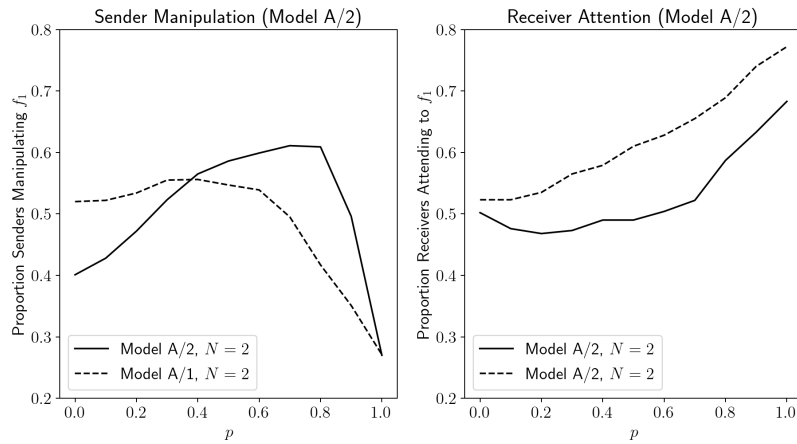 Sender Manipulation (Model A/2)
Proportion Senders Manipulating f₁
0.8
0.7
0.6
0.5
0.4
0.3
0.2
Model A/2, N = 2
Model A/1, N = 2
0.0 0.2 0.4 0.6 0.8 1.0
p
Receiver Attention (Model A/2)
Proportion Receivers Attending to f₁
0.8
0.7
0.6
0.5
0.4
0.3
0.2
Model A/2, N = 2
Model A/2, N = 2
0.0 0.2 0.4 0.6 0.8 1.0
p